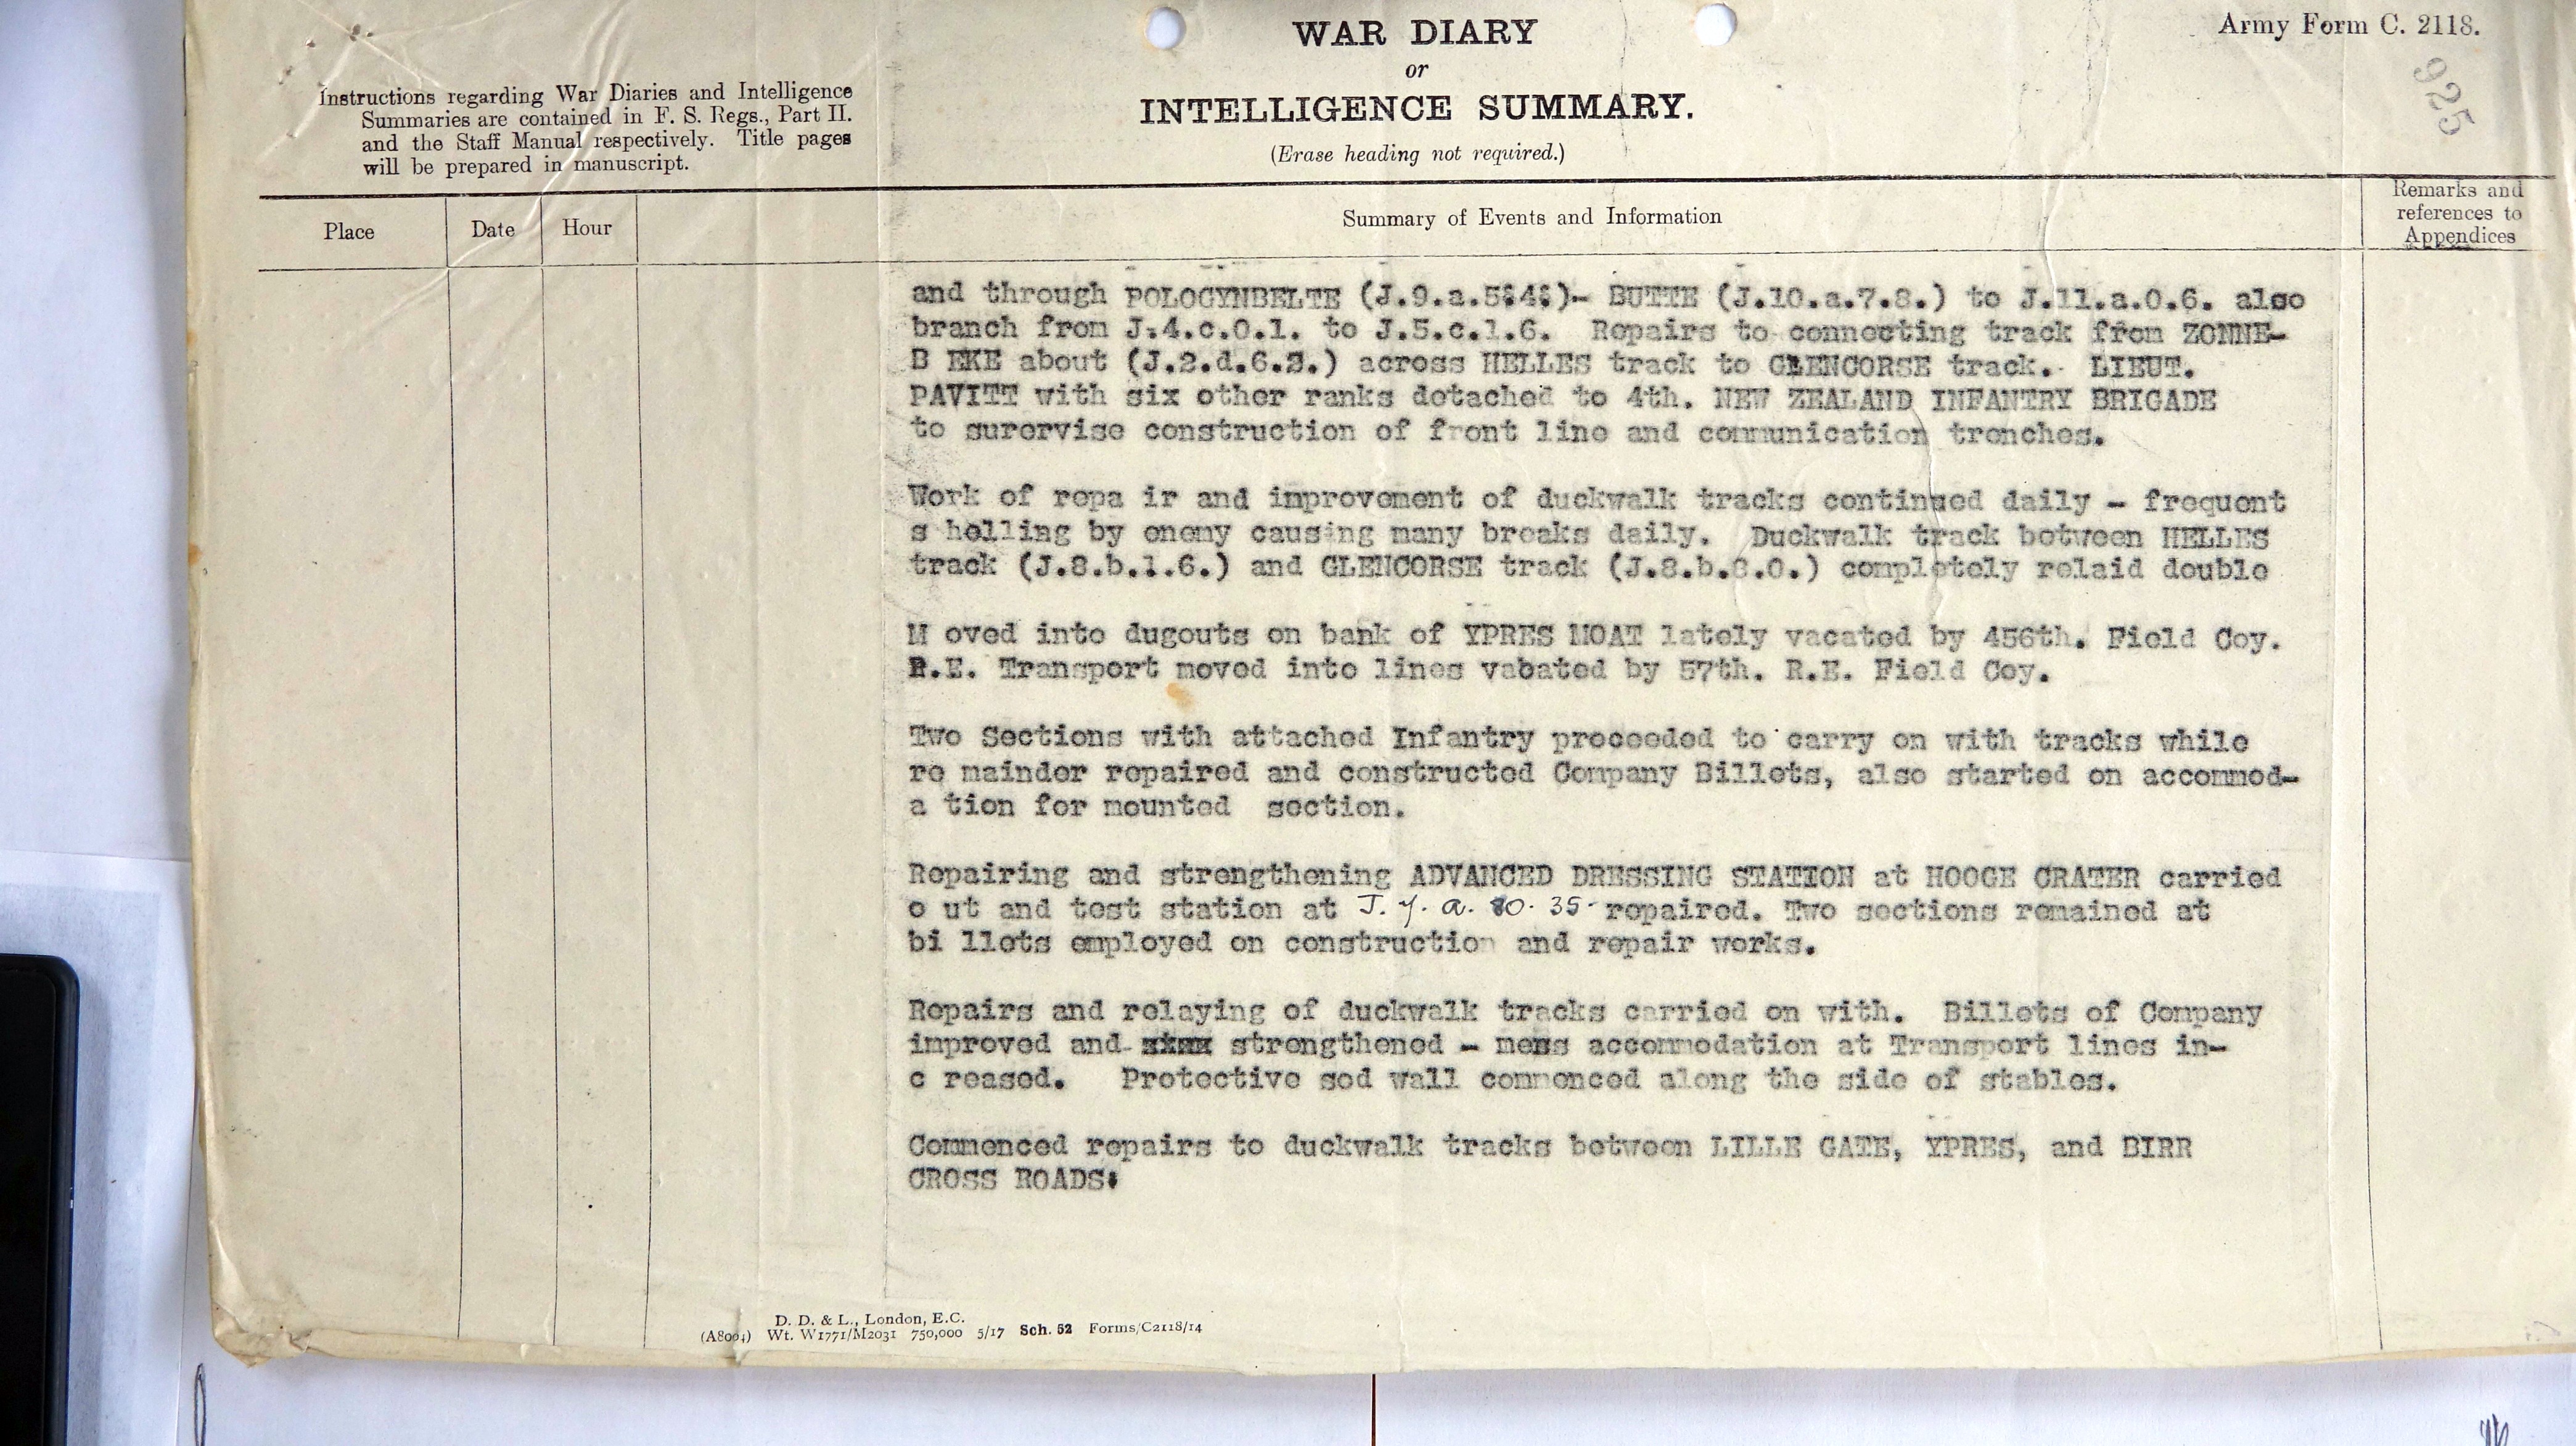 WAR DIARY
or
INTELLIGENCE SUMMARY.
(Erase heading not required.)
Army Form C. 2118.
925
Instructions regarding War Diaries and Intelligence
Summaries are contained in F. S. Regs., Part II.
and the Staff Manual respectively. Title pages
will be prepared in manuscript.
Place
Date
Hour
Summary of Events and Information
Remarks and
references to
Appendices
and through POLOGYNBELTE (J.9.a.5½4½)- BUTTE (J.10.a.7.8.) to J.11.a.0.6. also
branch from J.4.c.0.1. to J.5.c.1.6. Repairs to connecting track from ZONNE-
B EKE about (J.2.d.6.2.) across HELLES track to GLENCORSE track. LIEUT.
PAVITT with six other ranks detached to 4th. NEW ZEALAND INFANTRY BRIGADE
to surervise construction of front line and communication trenches.
Work of repa ir and improvement of duckwalk tracks continued daily - frequent
s helling by enemy causing many breaks daily. Duckwalk track between HELLES
track (J.8.b.1.6.) and GLENCORSE track (J.8.b.8.0.) completely relaid double
M oved into dugouts on bank of YPRES MOAT lately vacated by 456th. Field Coy.
R.E. Transport moved into lines vabated by 57th. R.E. Field Coy.
Two Sections with attached Infantry proceeded to carry on with tracks while
re mainder repaired and constructed Company Billets, also started on accommod-
a tion for mounted section.
Repairing and strengthening ADVANCED DRESSING STATION at HOOGE CRATER carried
o ut and test station at J. 7. a. 80. 35 repaired. Two sections remained at
bi llets employed on construction and repair works.
Repairs and relaying of duckwalk tracks carried on with. Billets of Company
improved and strengthened - mess accommodation at Transport lines in-
c reased. Protective sod wall commenced along the side of stables.
Commenced repairs to duckwalk tracks between LILLE GATE, YPRES, and BIRR
CROSS ROADS.
D. D. & L., London, E.C.
(A8004) Wt. W1771/M2031 750,000 5/17 Sch. 52 Forms/C2118/14